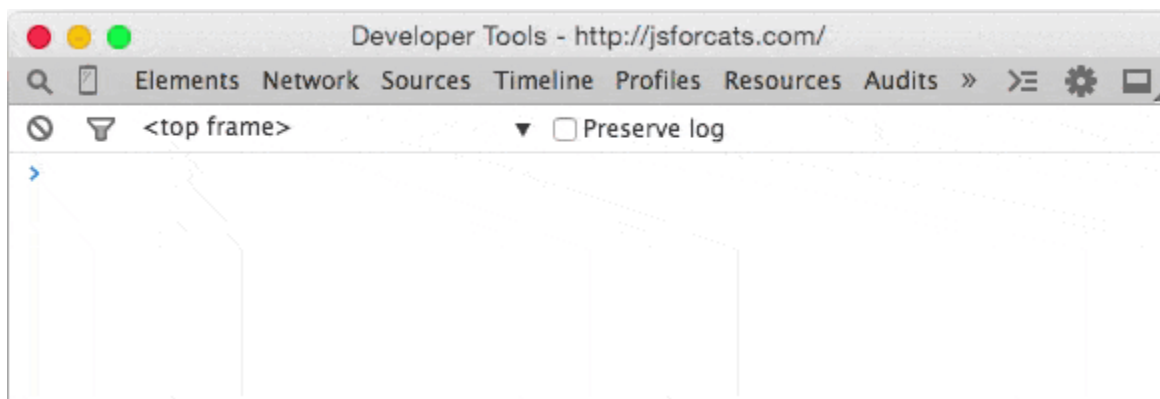 Developer Tools - http://jsforcats.com/
Elements Network Sources Timeline Profiles Resources Audits »
<top frame> ▼ Preserve log
>